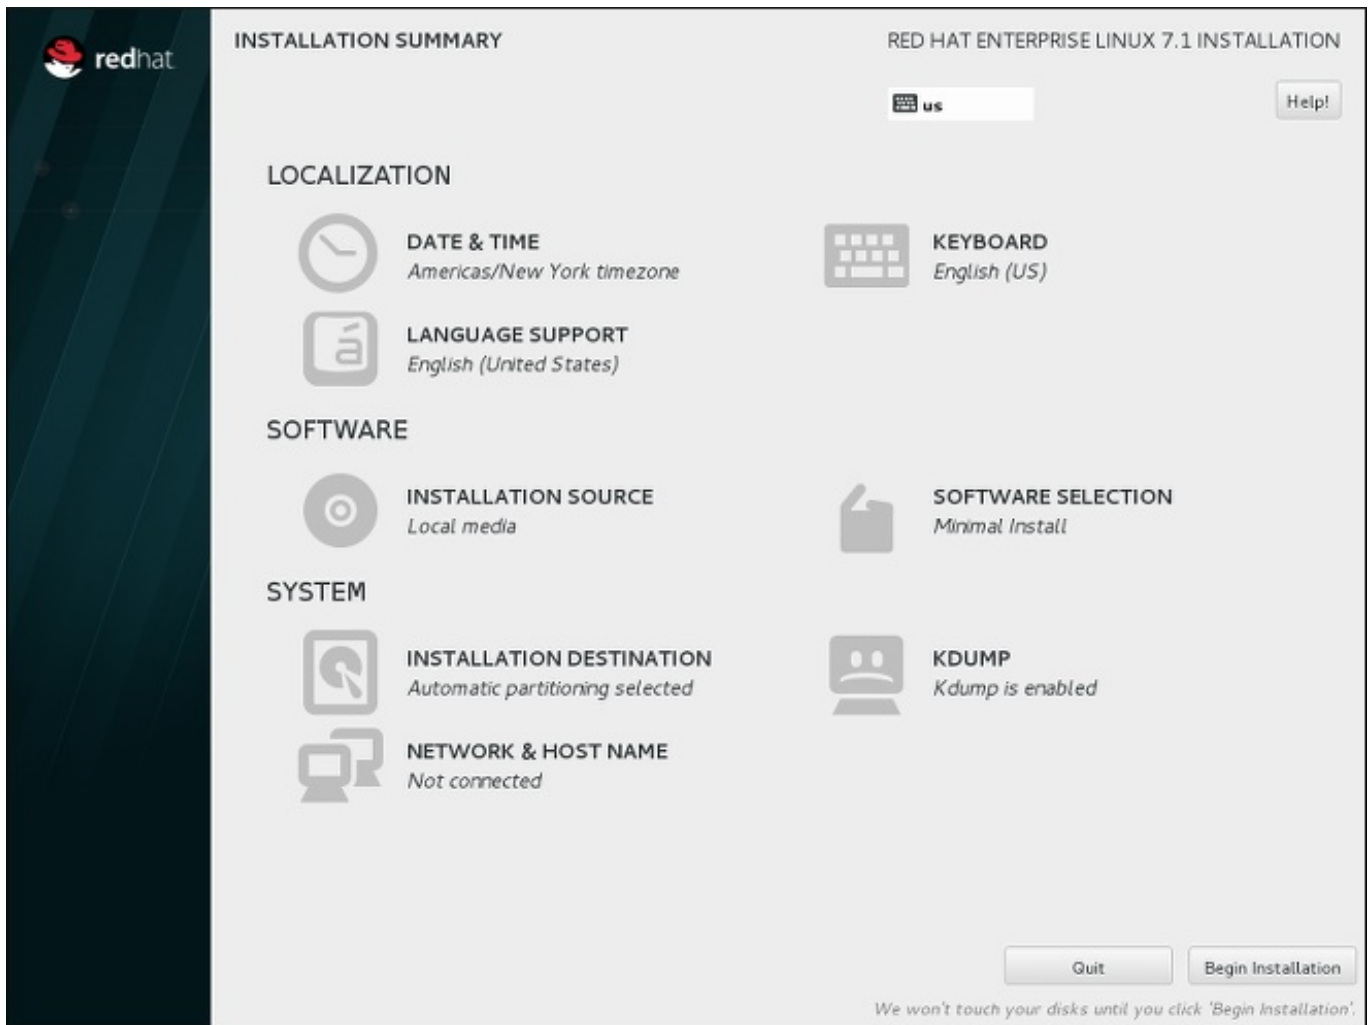 redhat
INSTALLATION SUMMARY
RED HAT ENTERPRISE LINUX 7.1 INSTALLATION
us
Help!
LOCALIZATION
DATE & TIME
Americas/New York timezone
KEYBOARD
English (US)
á
LANGUAGE SUPPORT
English (United States)
SOFTWARE
INSTALLATION SOURCE
Local media
SOFTWARE SELECTION
Minimal Install
SYSTEM
INSTALLATION DESTINATION
Automatic partitioning selected
KDUMP
Kdump is enabled
NETWORK & HOST NAME
Not connected
Quit
Begin Installation
We won't touch your disks until you click 'Begin Installation'.